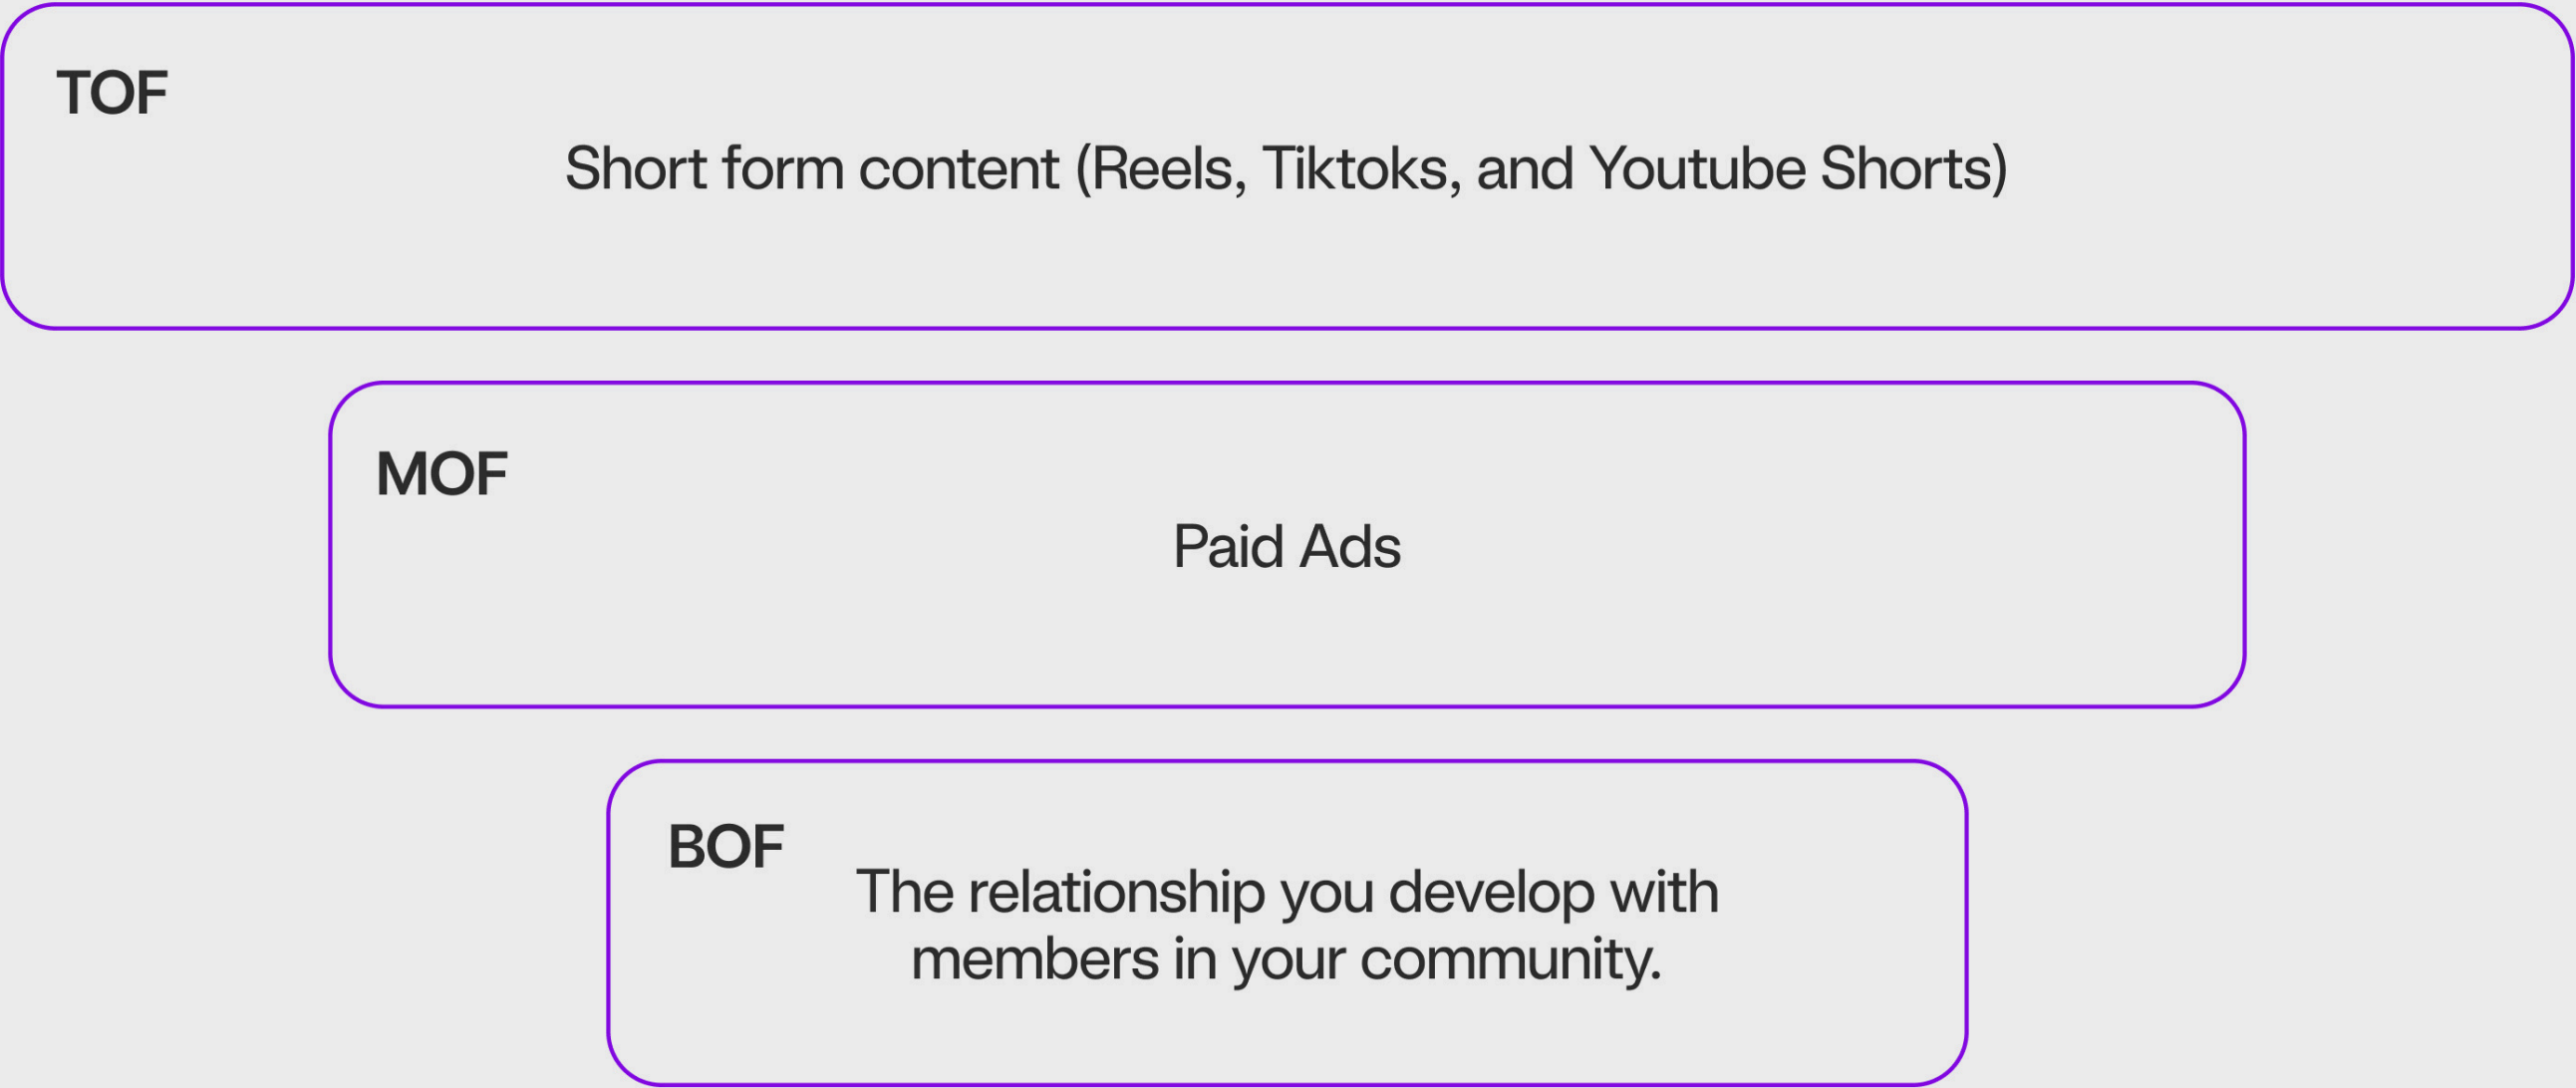 TOF
Short form content (Reels, Tiktoks, and Youtube Shorts)
MOF
Paid Ads
BOF
The relationship you develop with
members in your community.